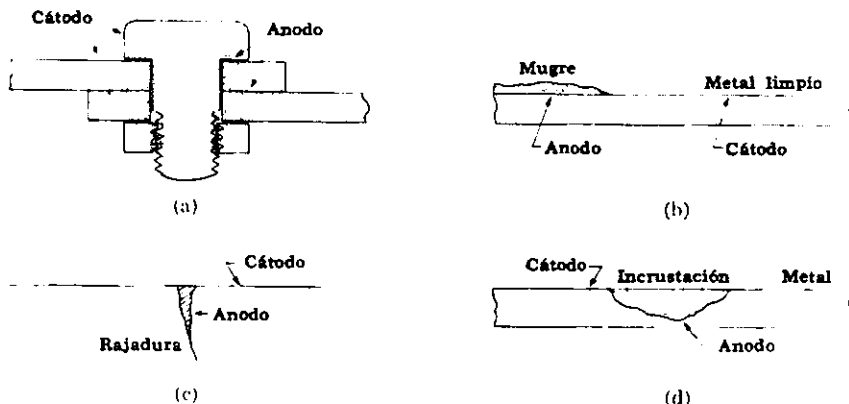 Cátodo
Anodo
(a)
Mugre
Metal limpio
Anodo
Cátodo
(b)
Cátodo
Anodo
Rajadura
(c)
Cátodo
Incrustación
Metal
Anodo
(d)